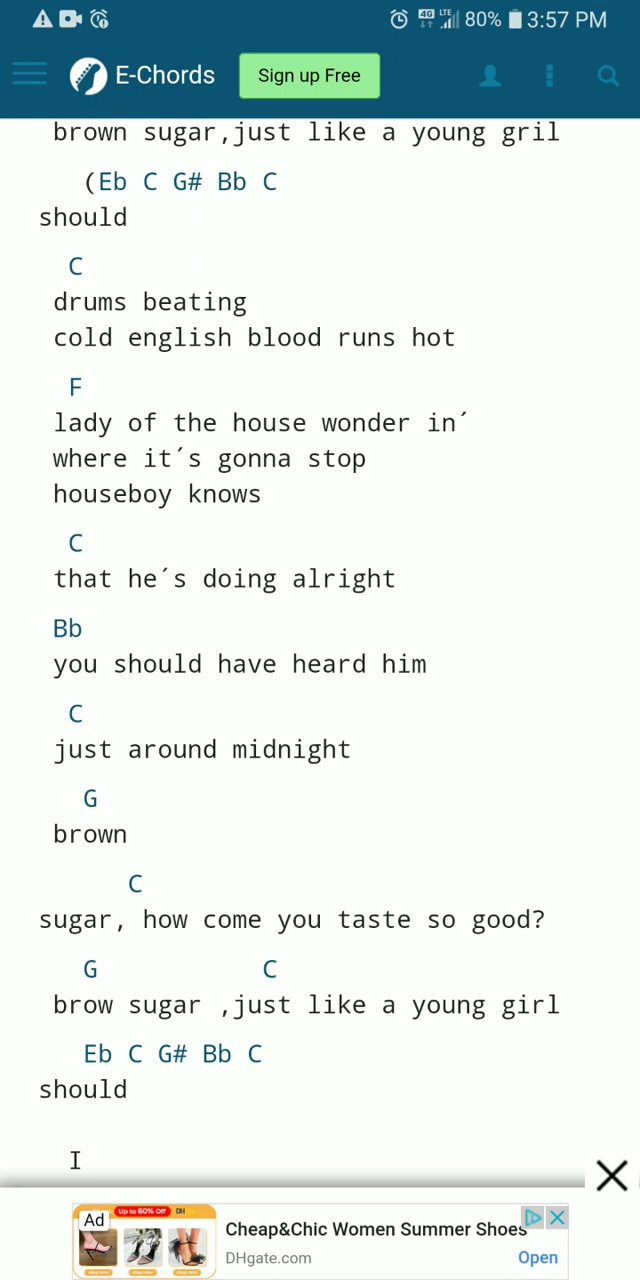 4G LTE 80% 3:57 PM
E-Chords Sign up Free
brown sugar,just like a young gril
(Eb C G# Bb C
should
C
drums beating
cold english blood runs hot
F
lady of the house wonder in´
where it´s gonna stop
houseboy knows
C
that he´s doing alright
Bb
you should have heard him
C
just around midnight
G
brown
C
sugar, how come you taste so good?
G C
brow sugar ,just like a young girl
Eb C G# Bb C
should
I
Up to 60% Off DH
Ad
Cheap&Chic Women Summer Shoes
DHgate.com Open